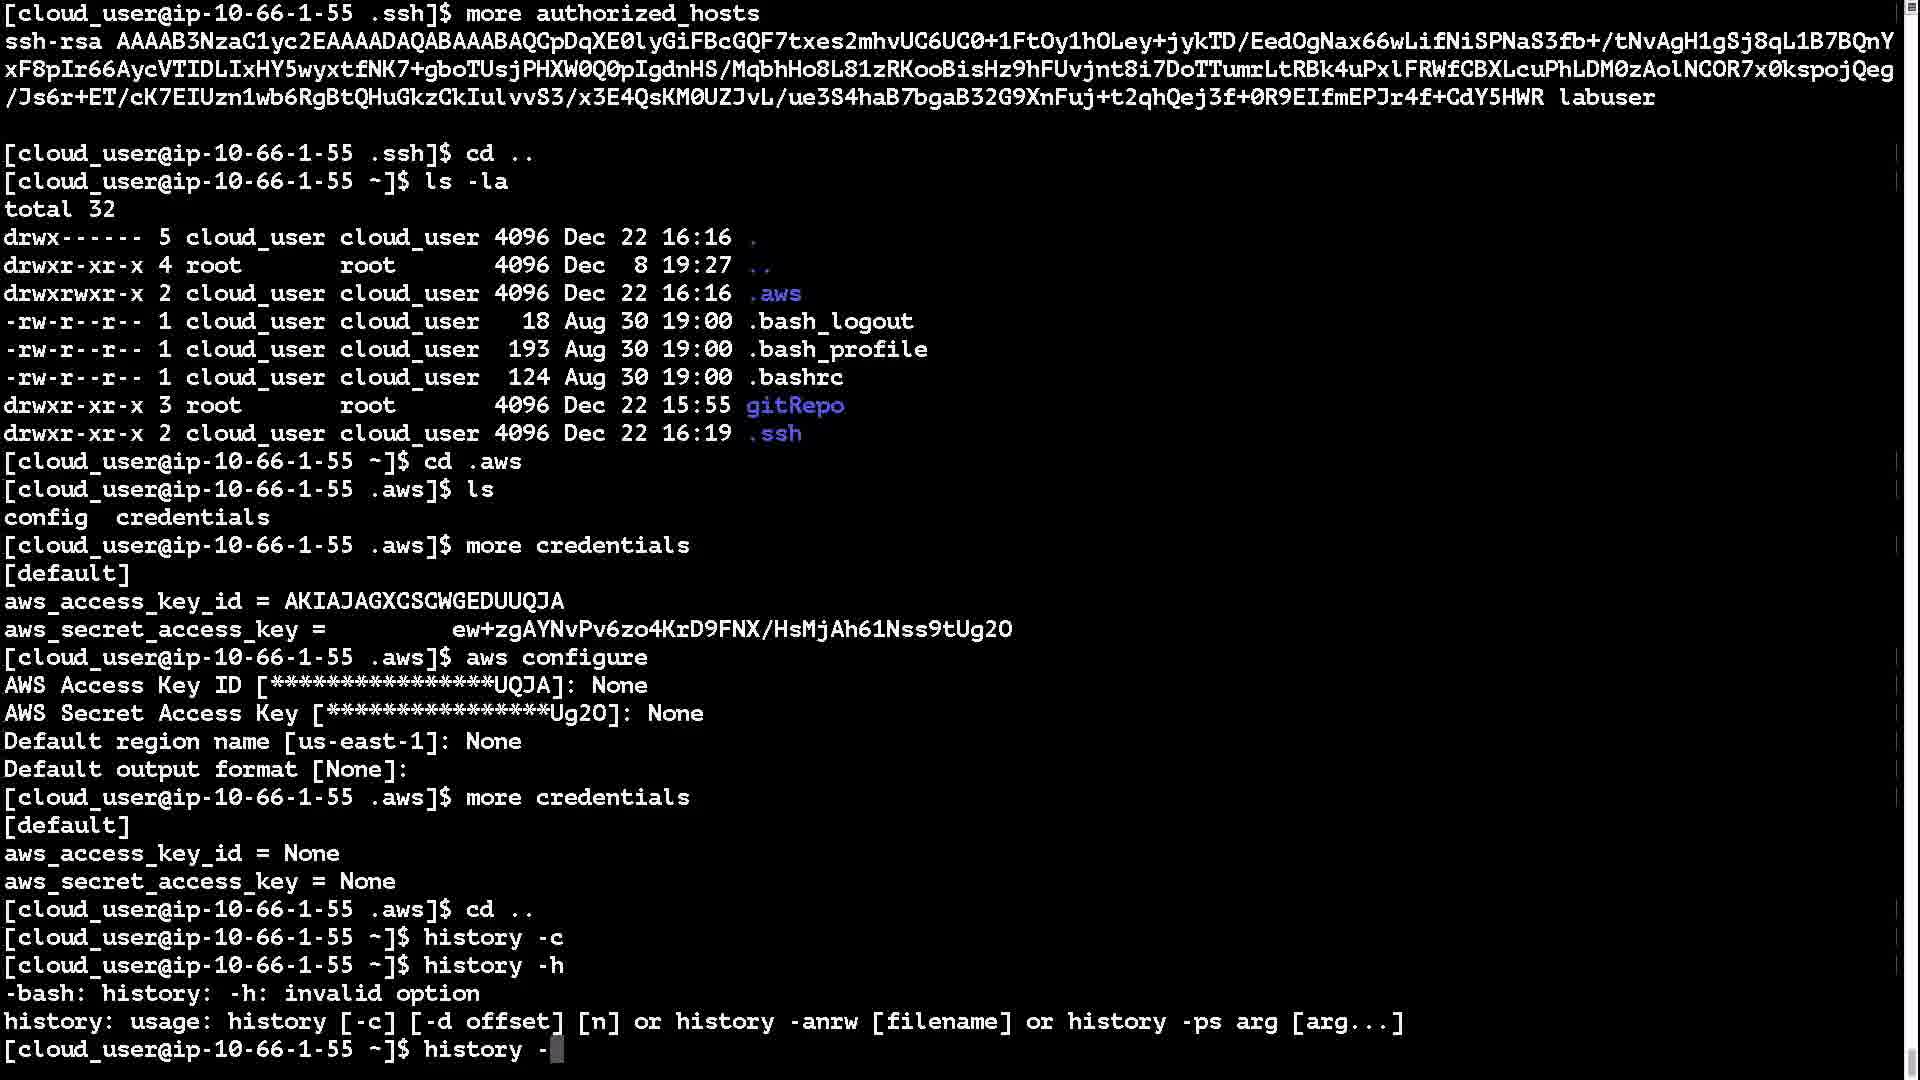 [cloud_user@ip-10-66-1-55 .ssh]$ more authorized_hosts
ssh-rsa AAAAB3NzaC1yc2EAAAADAQABAAABAQCpDqXE0lyGiFBcGQF7txes2mhvUC6UC0+1FtOy1hOLey+jykTD/EedOgNax66wLifNiSPNaS3fb+/tNvAgH1gSj8qL1B7BQnY
xF8pIr66AycVTIDLIxHY5wyxtfNK7+gboTUsjPHXW0Q0pIgdnHS/MqbhHo8L81zRKooBisHz9hFUvjnt8i7DoTTumrLtRBk4uPxlFRWfCBXLcuPhLDM0zAolNCOR7x0kspojQeg
/Js6r+ET/cK7EIUzn1wb6RgBtQHuGkzCkIulvvS3/x3E4QsKM0UZJvL/ue3S4haB7bgaB32G9XnFuj+t2qhQej3f+0R9EIfmEPJr4f+CdY5HWR labuser
[cloud_user@ip-10-66-1-55 .ssh]$ cd ..
[cloud_user@ip-10-66-1-55 ~]$ ls -la
total 32
drwx------ 5 cloud_user cloud_user 4096 Dec 22 16:16 .
drwxr-xr-x 4 root       root       4096 Dec  8 19:27 ..
drwxrwxr-x 2 cloud_user cloud_user 4096 Dec 22 16:16 .aws
-rw-r--r-- 1 cloud_user cloud_user   18 Aug 30 19:00 .bash_logout
-rw-r--r-- 1 cloud_user cloud_user  193 Aug 30 19:00 .bash_profile
-rw-r--r-- 1 cloud_user cloud_user  124 Aug 30 19:00 .bashrc
drwxr-xr-x 3 root       root       4096 Dec 22 15:55 gitRepo
drwxr-xr-x 2 cloud_user cloud_user 4096 Dec 22 16:19 .ssh
[cloud_user@ip-10-66-1-55 ~]$ cd .aws
[cloud_user@ip-10-66-1-55 .aws]$ ls
config  credentials
[cloud_user@ip-10-66-1-55 .aws]$ more credentials
[default]
aws_access_key_id = AKIAJAGXCSCWGEDUUQJA
aws_secret_access_key =         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
[cloud_user@ip-10-66-1-55 .aws]$ aws configure
AWS Access Key ID [****************UQJA]: None
AWS Secret Access Key [****************Ug2O]: None
Default region name [us-east-1]: None
Default output format [None]:
[cloud_user@ip-10-66-1-55 .aws]$ more credentials
[default]
aws_access_key_id = None
aws_secret_access_key = None
[cloud_user@ip-10-66-1-55 .aws]$ cd ..
[cloud_user@ip-10-66-1-55 ~]$ history -c
[cloud_user@ip-10-66-1-55 ~]$ history -h
-bash: history: -h: invalid option
history: usage: history [-c] [-d offset] [n] or history -anrw [filename] or history -ps arg [arg...]
[cloud_user@ip-10-66-1-55 ~]$ history -